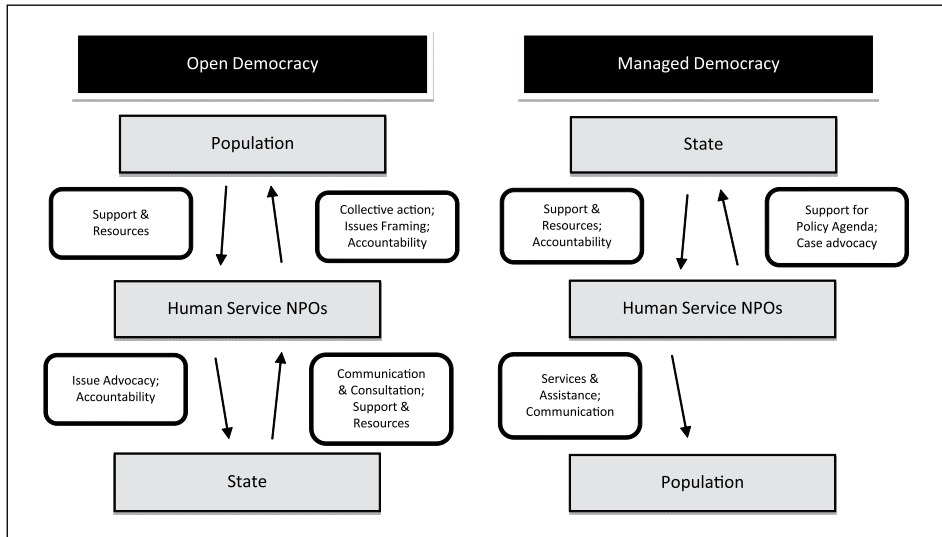 Open Democracy
Population
Support &
Resources
Collective action;
Issues Framing;
Accountability
Human Service NPOs
Issue Advocacy;
Accountability
Communication
& Consultation;
Support &
Resources
State
Managed Democracy
State
Support &
Resources;
Accountability
Support for
Policy Agenda;
Case advocacy
Human Service NPOs
Services &
Assistance;
Communication
Population